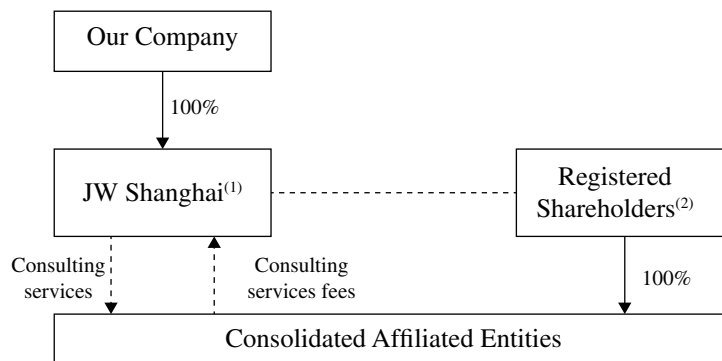 Our Company
100%
JW Shanghai(1)
Registered
Shareholders(2)
Consulting
services
Consulting
services fees
100%
Consolidated Affiliated Entities